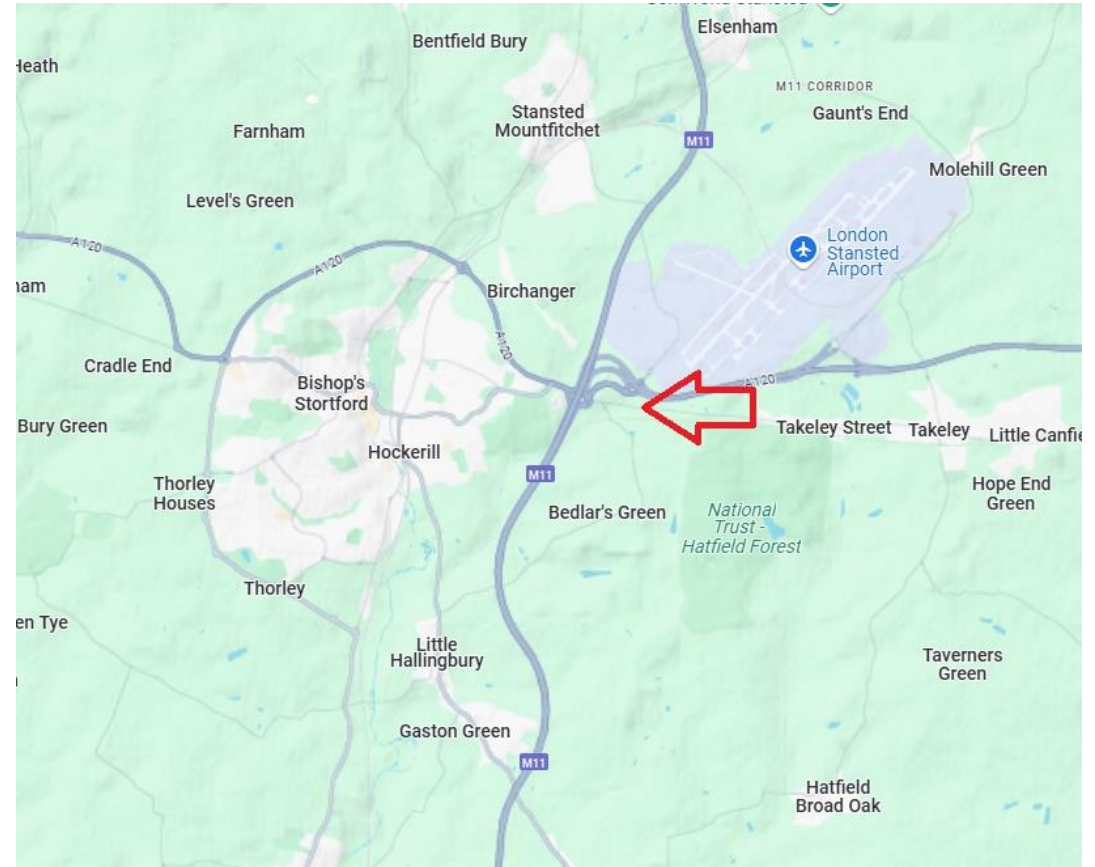 Elsenham
Bentfield Bury
Heath
M11 CORRIDOR
Stansted
Mountfitchet
Gaunt's End
Farnham
M11
Molehill Green
Level's Green
A120
London
Stansted
Airport
A120
Birchanger
A120
Cradle End
Bishop's
Stortford
A120
Bury Green
Takeley Street
Takeley
Little Canfie
Hockerill
M11
Thorley
Houses
Bedlar's Green
National
Trust -
Hatfield Forest
Hope End
Green
Thorley
en Tye
Little
Hallingbury
Taverners
Green
Gaston Green
M11
Hatfield
Broad Oak